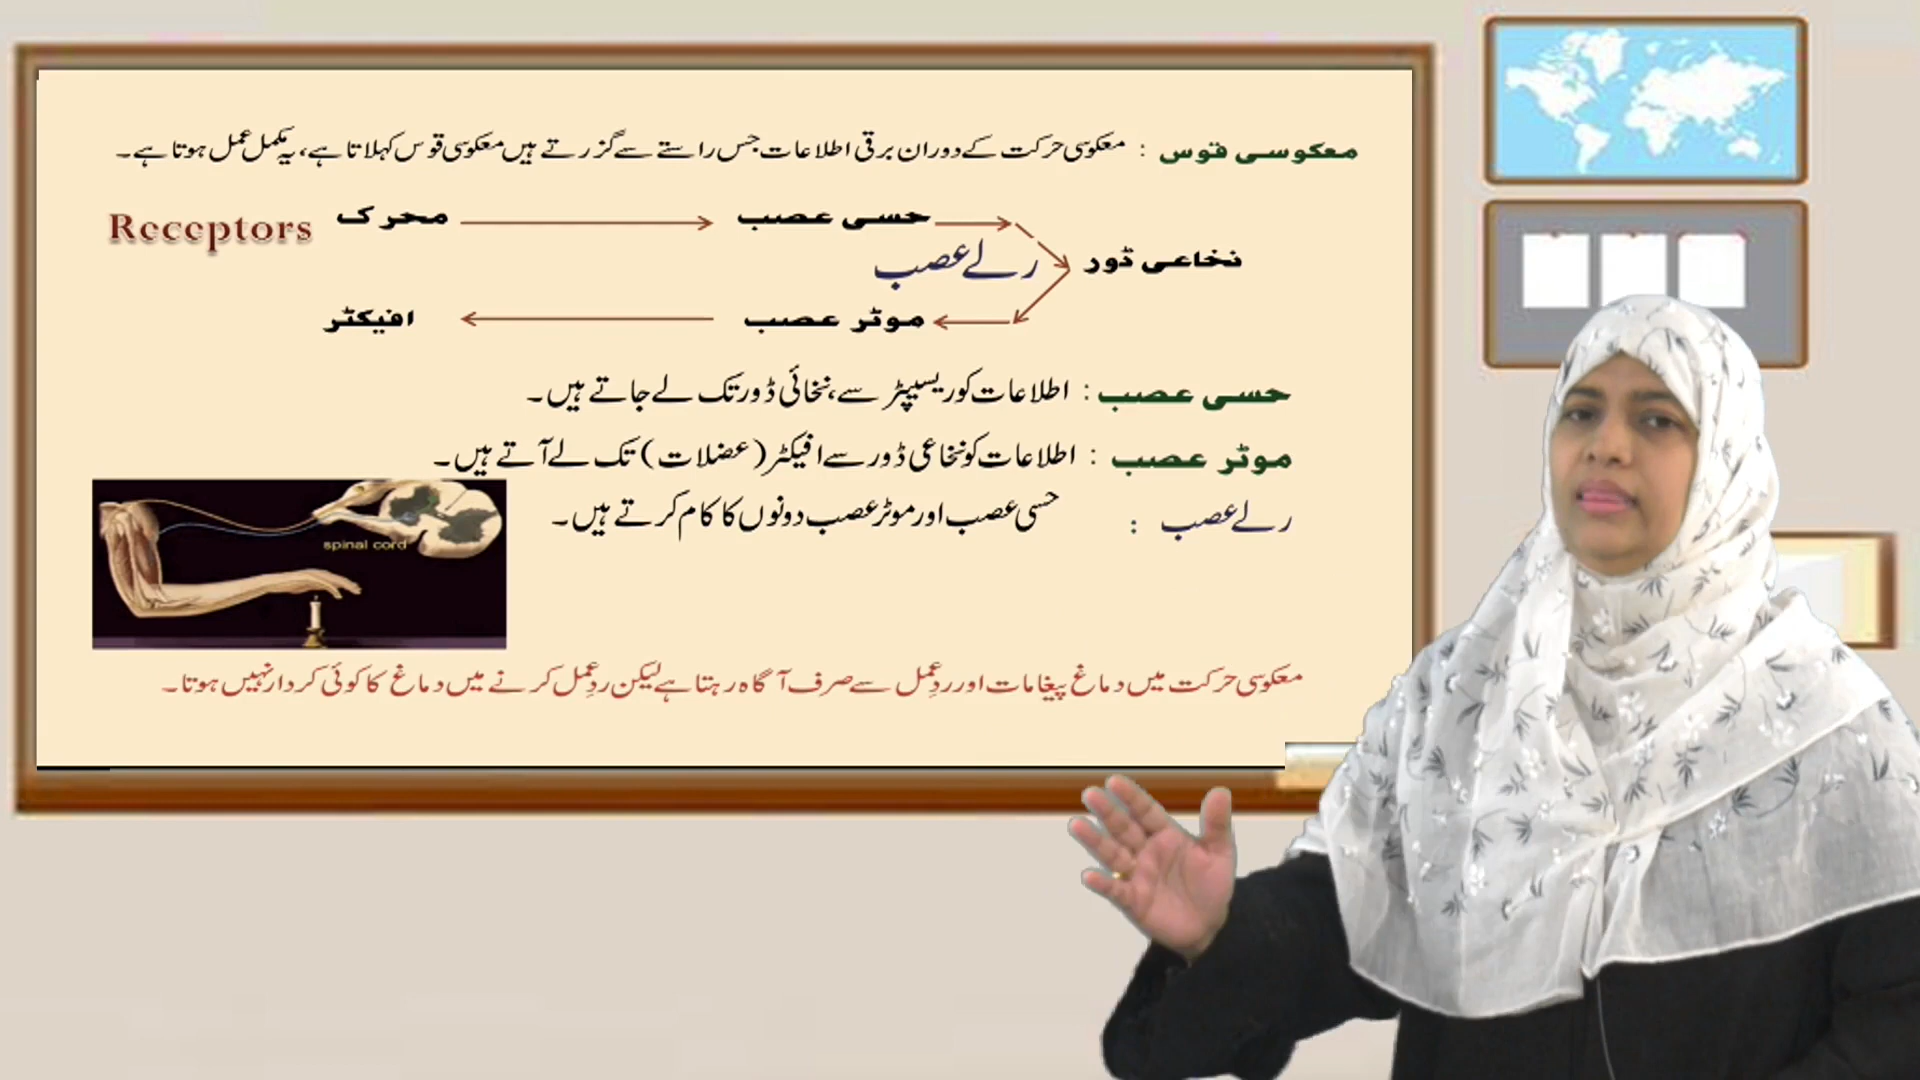 معکوسی قوس : معکوسی حرکت کے دوران برقی اطلاعات جس راستے سے گزرتے ہیں معکوسی قوس کہلاتا ہے، یہ مکمل عمل ہوتا ہے۔
Receptors محرک حسی عصب
رلے عصب نخاعی ڈور
موٹر عصب افیکٹر
حسی عصب : اطلاعات کو ریسیپٹر سے، نخائی ڈور تک لے جاتے ہیں۔
موٹر عصب : اطلاعات کو نخاعی ڈور سے افیکٹر (عضلات) تک لے آتے ہیں۔
رلے عصب : حسی عصب اور موٹر عصب دونوں کا کام کرتے ہیں۔
spinal cord
معکوسی حرکت میں دماغ پیغامات اور ردِعمل سے صرف آگاہ رہتا ہے لیکن ردِعمل کرنے میں دماغ کا کوئی کردار نہیں ہوتا۔